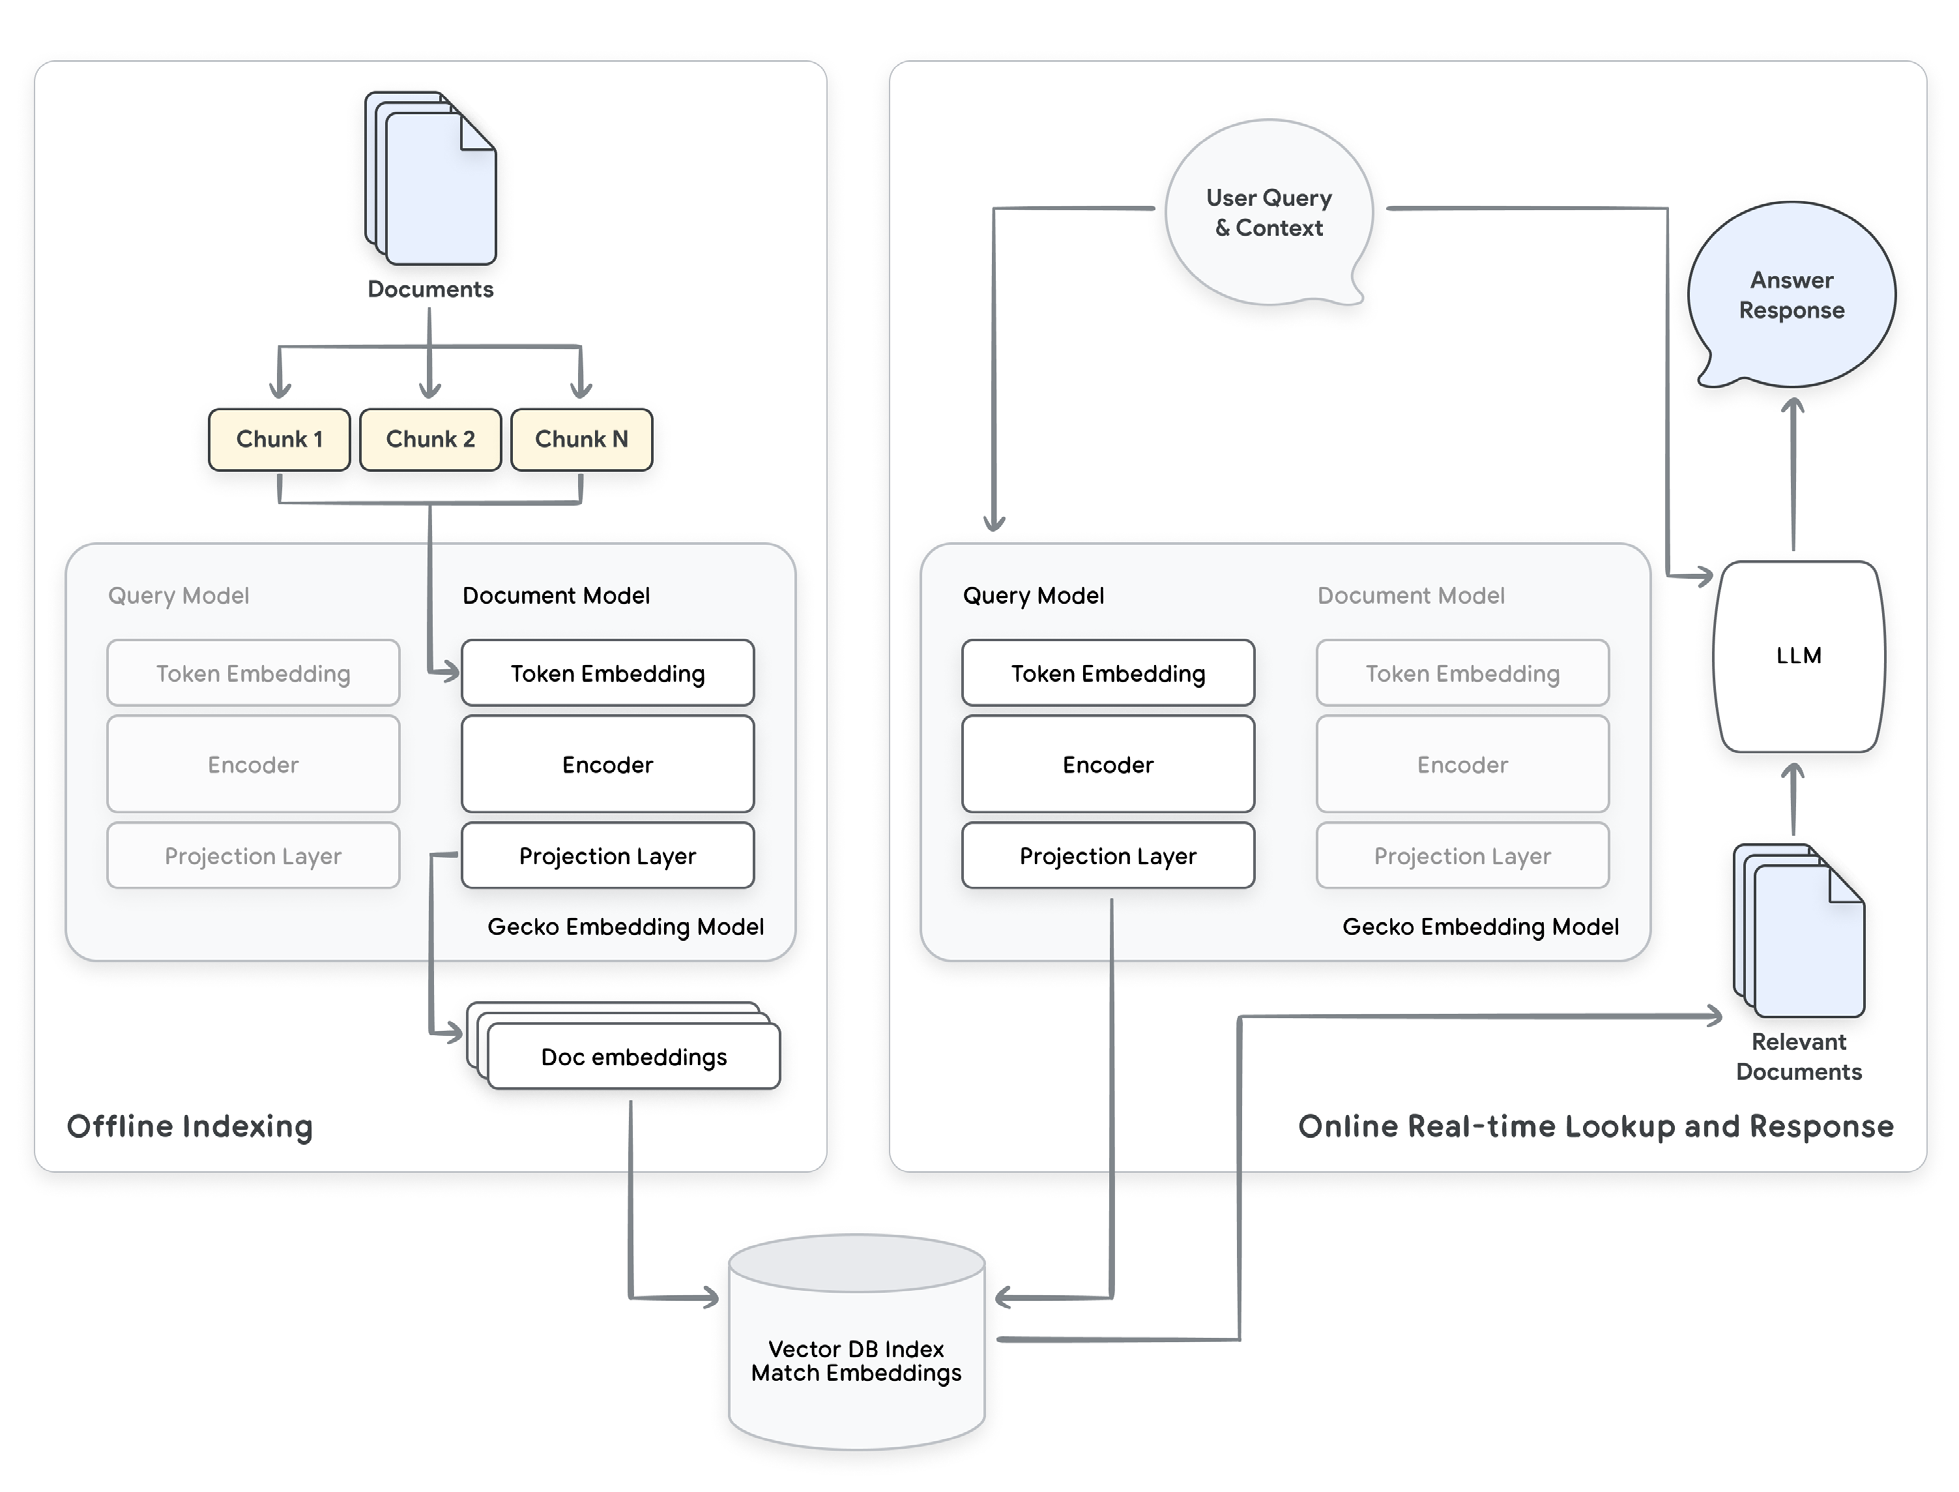 Documents
Chunk 1
Chunk 2
Chunk N
Query Model
Document Model
Token Embedding
Token Embedding
Encoder
Encoder
Projection Layer
Projection Layer
Gecko Embedding Model
Doc embeddings
Offline Indexing
User Query
& Context
Answer
Response
Query Model
Document Model
Token Embedding
Token Embedding
Encoder
Encoder
Projection Layer
Projection Layer
Gecko Embedding Model
LLM
Relevant
Documents
Online Real-time Lookup and Response
Vector DB Index
Match Embeddings